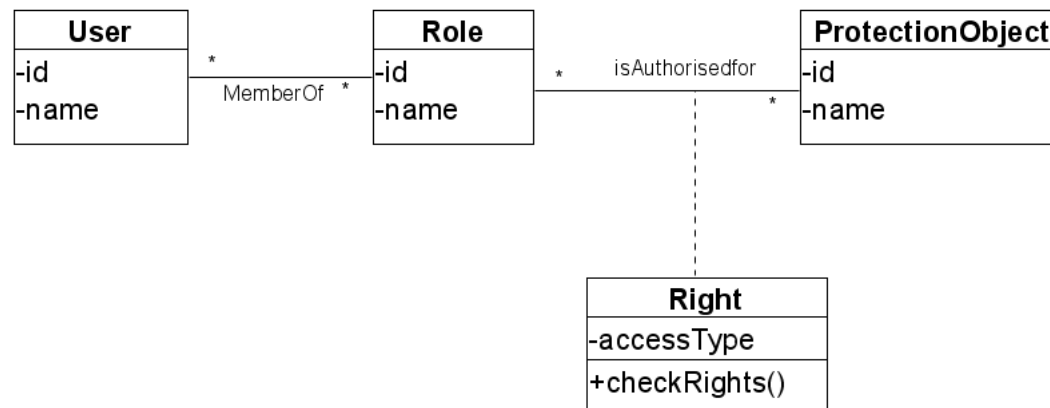 User
-id
-name
*
MemberOf
*
Role
-id
-name
*
isAuthorisedfor
*
ProtectionObject
-id
-name
Right
-accessType
+checkRights()